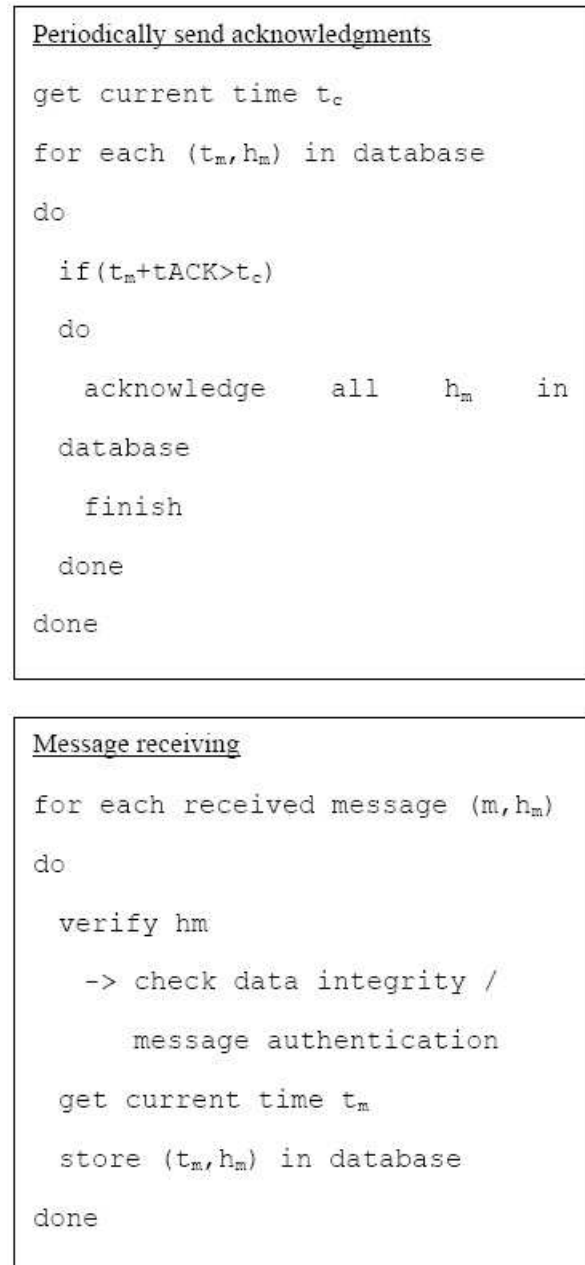 Periodically send acknowledgments
get current time tc
for each (tm,hm) in database
do
if(tm+tACK>tc)
do
acknowledge all hm in
database
finish
done
done
Message receiving
for each received message (m,hm)
do
verify hm
-> check data integrity /
message authentication
get current time tm
store (tm,hm) in database
done